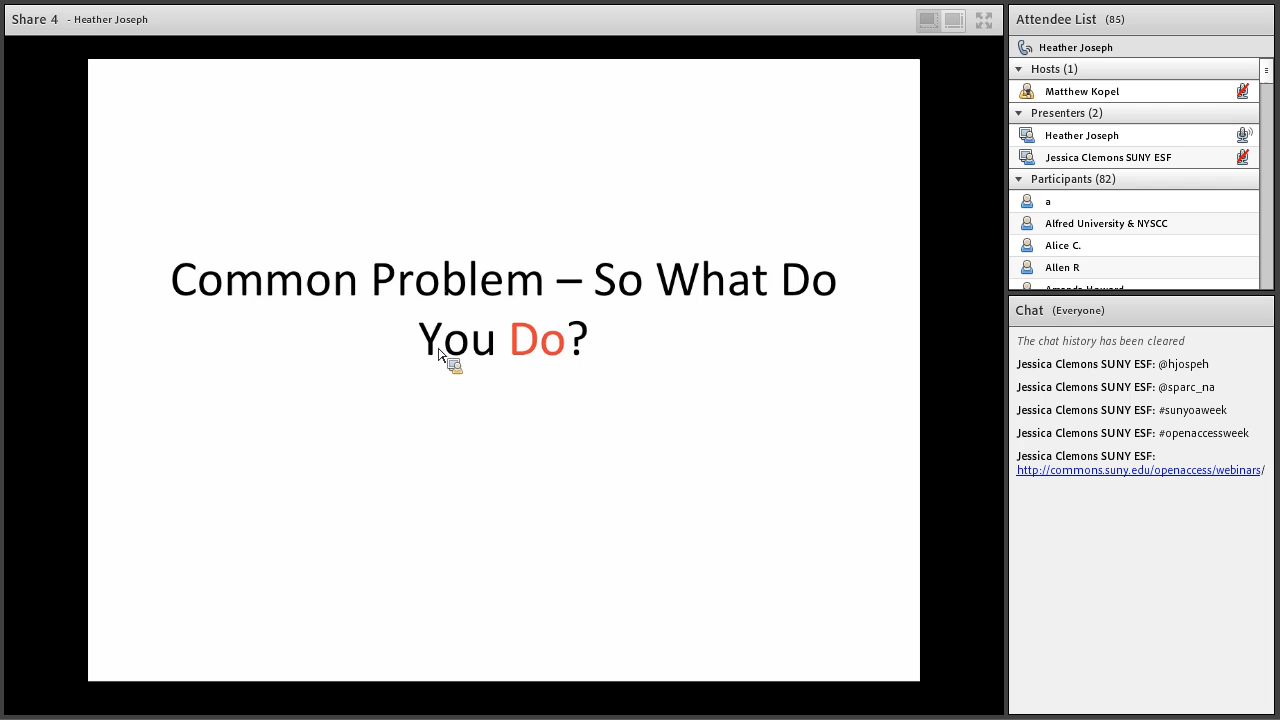 Share 4 - Heather Joseph
Common Problem – So What Do
You Do?
Attendee List (85)
Heather Joseph
Hosts (1)
Matthew Kopel
Presenters (2)
Heather Joseph
Jessica Clemons SUNY ESF
Participants (82)
a
Alfred University & NYSCC
Alice C.
Allen R
Amanda Howard
Chat (Everyone)
The chat history has been cleared
Jessica Clemons SUNY ESF: @hjospeh
Jessica Clemons SUNY ESF: @sparc_na
Jessica Clemons SUNY ESF: #sunyoaweek
Jessica Clemons SUNY ESF: #openaccessweek
Jessica Clemons SUNY ESF:
http://commons.suny.edu/openaccess/webinars/